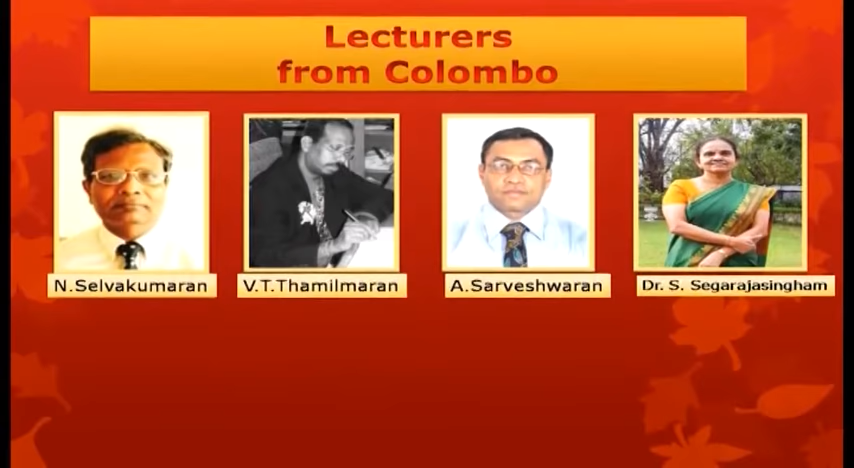 Lecturers
from Colombo
N.Selvakumaran
V.T.Thamilmaran
A.Sarveshwaran
Dr. S. Segarajasingham